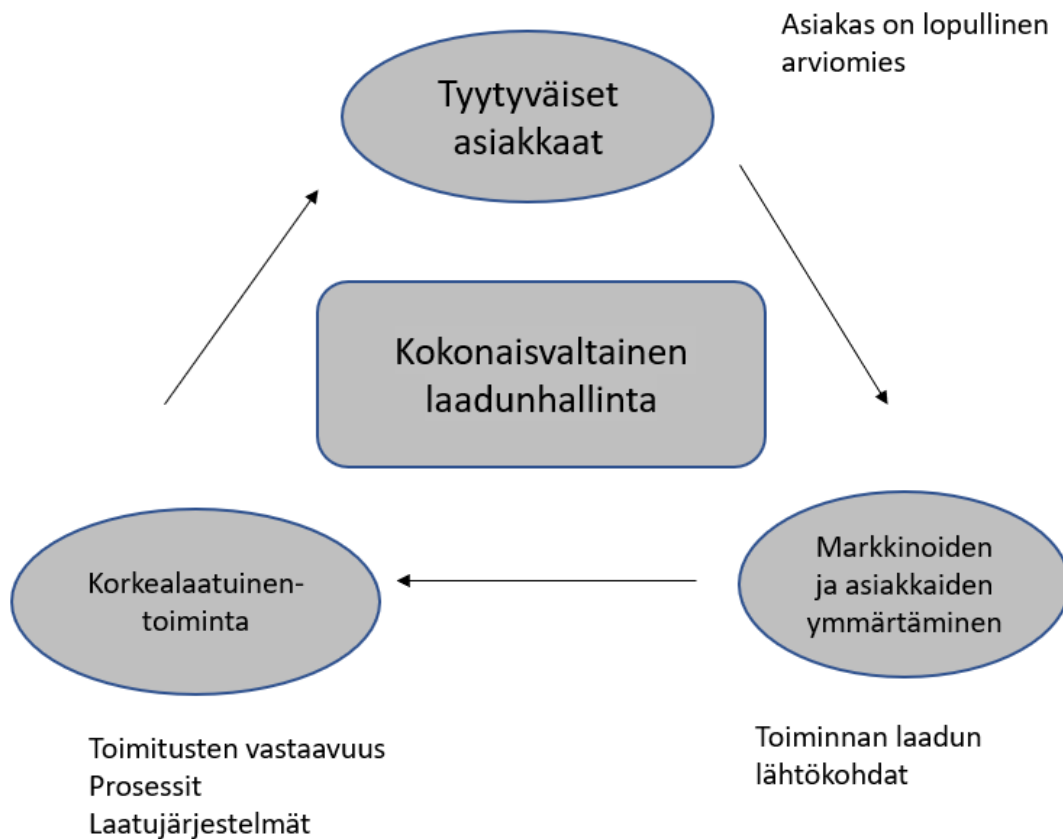 Asiakas on lopullinen
arviomies
Tyytyväiset
asiakkaat
Kokonaisvaltainen
laadunhallinta
Markkinoiden
ja asiakkaiden
ymmärtäminen
Korkealaatuinen-
toiminta
Toiminnan laadun
lähtökohdat
Toimitusten vastaavuus
Prosessit
Laatujärjestelmät